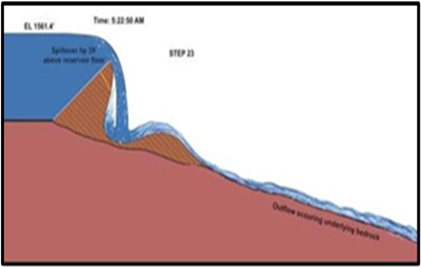 EL 1561.4'
Time: 5:22:50 AM
Spillover lip 29'
above reservoir floor
STEP 23
Outflow scouring underlying bedrock